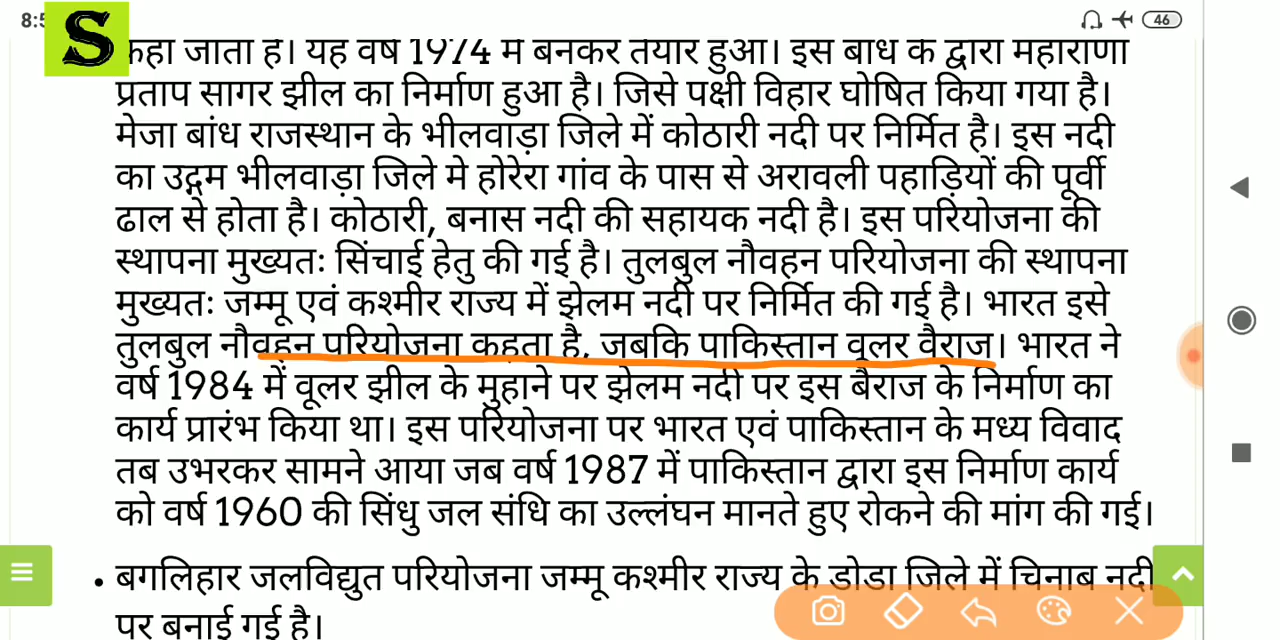 8:5
S
46
कहा जाता है। यह वर्ष 1974 में बनकर तैयार हुआ। इस बांध के द्वारा महाराणा
प्रताप सागर झील का निर्माण हुआ है। जिसे पक्षी विहार घोषित किया गया है।
मेजा बांध राजस्थान के भीलवाड़ा जिले में कोठारी नदी पर निर्मित है। इस नदी
का उद्गम भीलवाड़ा जिले मे होरेरा गांव के पास से अरावली पहाड़ियों की पूर्वी
ढाल से होता है। कोठारी, बनास नदी की सहायक नदी है। इस परियोजना की
स्थापना मुख्यतः सिंचाई हेतु की गई है। तुलबुल नौवहन परियोजना की स्थापना
मुख्यतः जम्मू एवं कश्मीर राज्य में झेलम नदी पर निर्मित की गई है। भारत इसे
तुलबुल नौवहन परियोजना कहता है, जबकि पाकिस्तान वूलर वैराज। भारत ने
वर्ष 1984 में वूलर झील के मुहाने पर झेलम नदी पर इस बैराज के निर्माण का
कार्य प्रारंभ किया था। इस परियोजना पर भारत एवं पाकिस्तान के मध्य विवाद
तब उभरकर सामने आया जब वर्ष 1987 में पाकिस्तान द्वारा इस निर्माण कार्य
को वर्ष 1960 की सिंधु जल संधि का उल्लंघन मानते हुए रोकने की मांग की गई।
• बगलिहार जलविद्युत परियोजना जम्मू कश्मीर राज्य के डोडा जिले में चिनाब नदी
पर बनाई गई है।